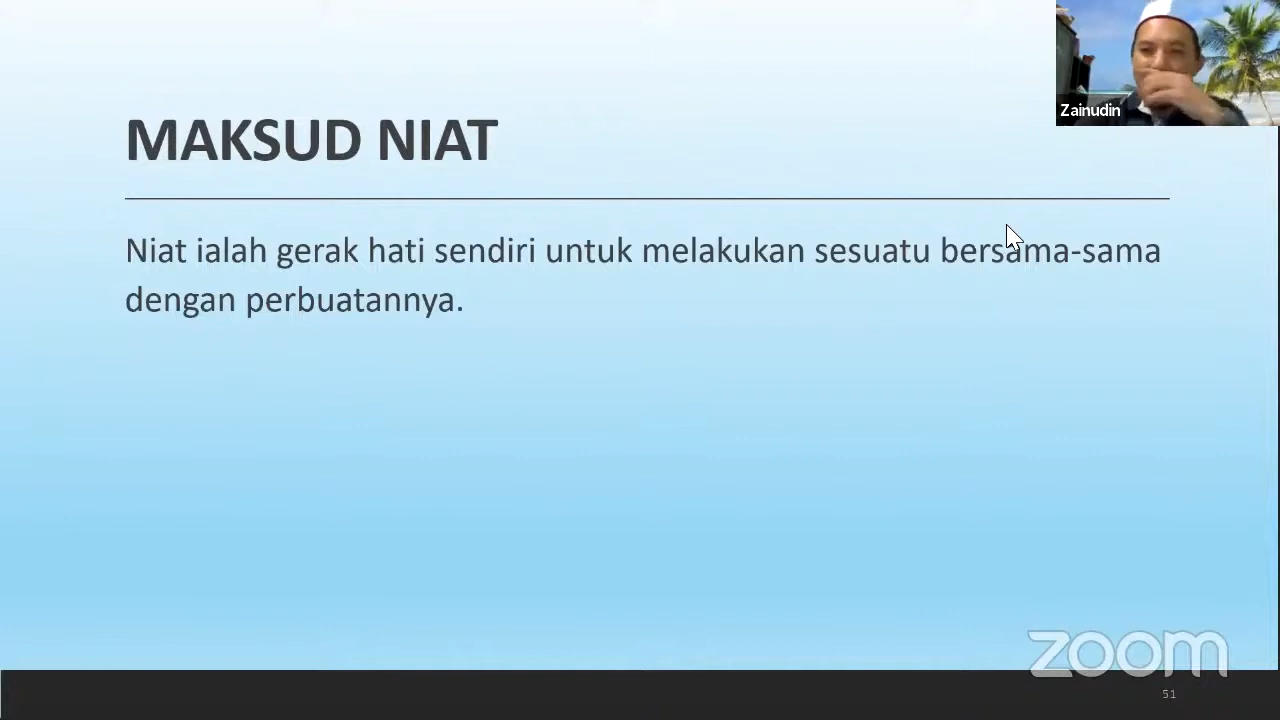 Zainudin
MAKSUD NIAT
Niat ialah gerak hati sendiri untuk melakukan sesuatu bersama-sama
dengan perbuatannya.
zoom
51